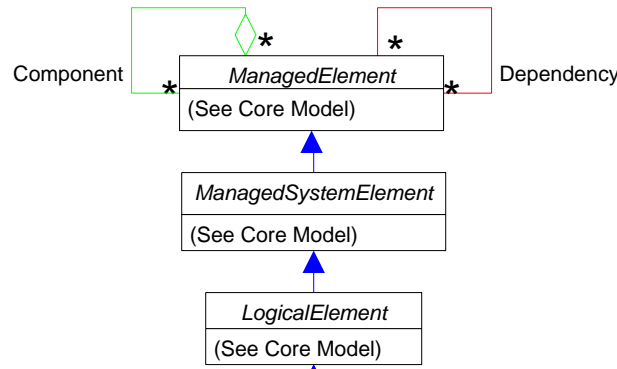 *
*
ManagedElement
Component
Dependency
*
*
(See Core Model)
ManagedSystemElement
(See Core Model)
LogicalElement
(See Core Model)